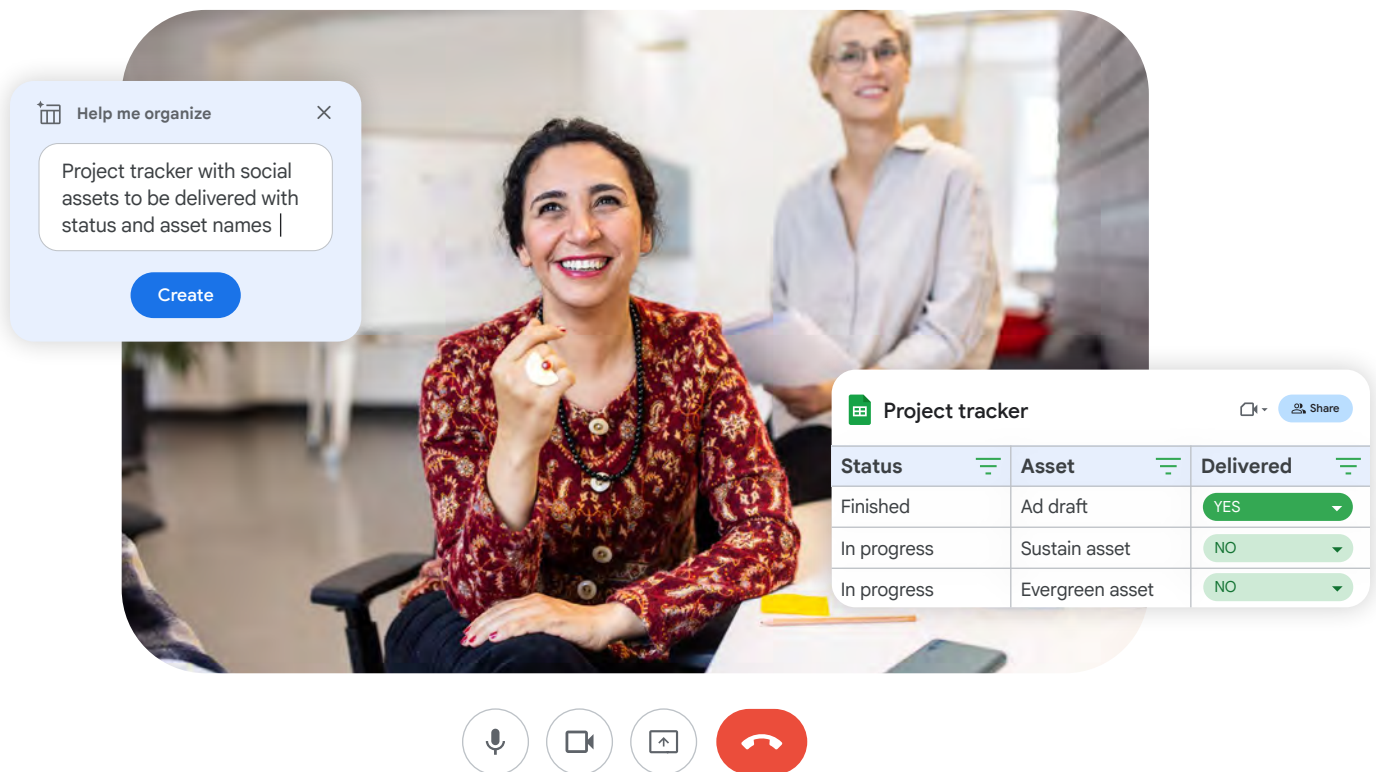 Help me organize
Project tracker with social
assets to be delivered with
status and asset names
Create
Project tracker
Share
Status Asset Delivered
Finished Ad draft YES
In progress Sustain asset NO
In progress Evergreen asset NO